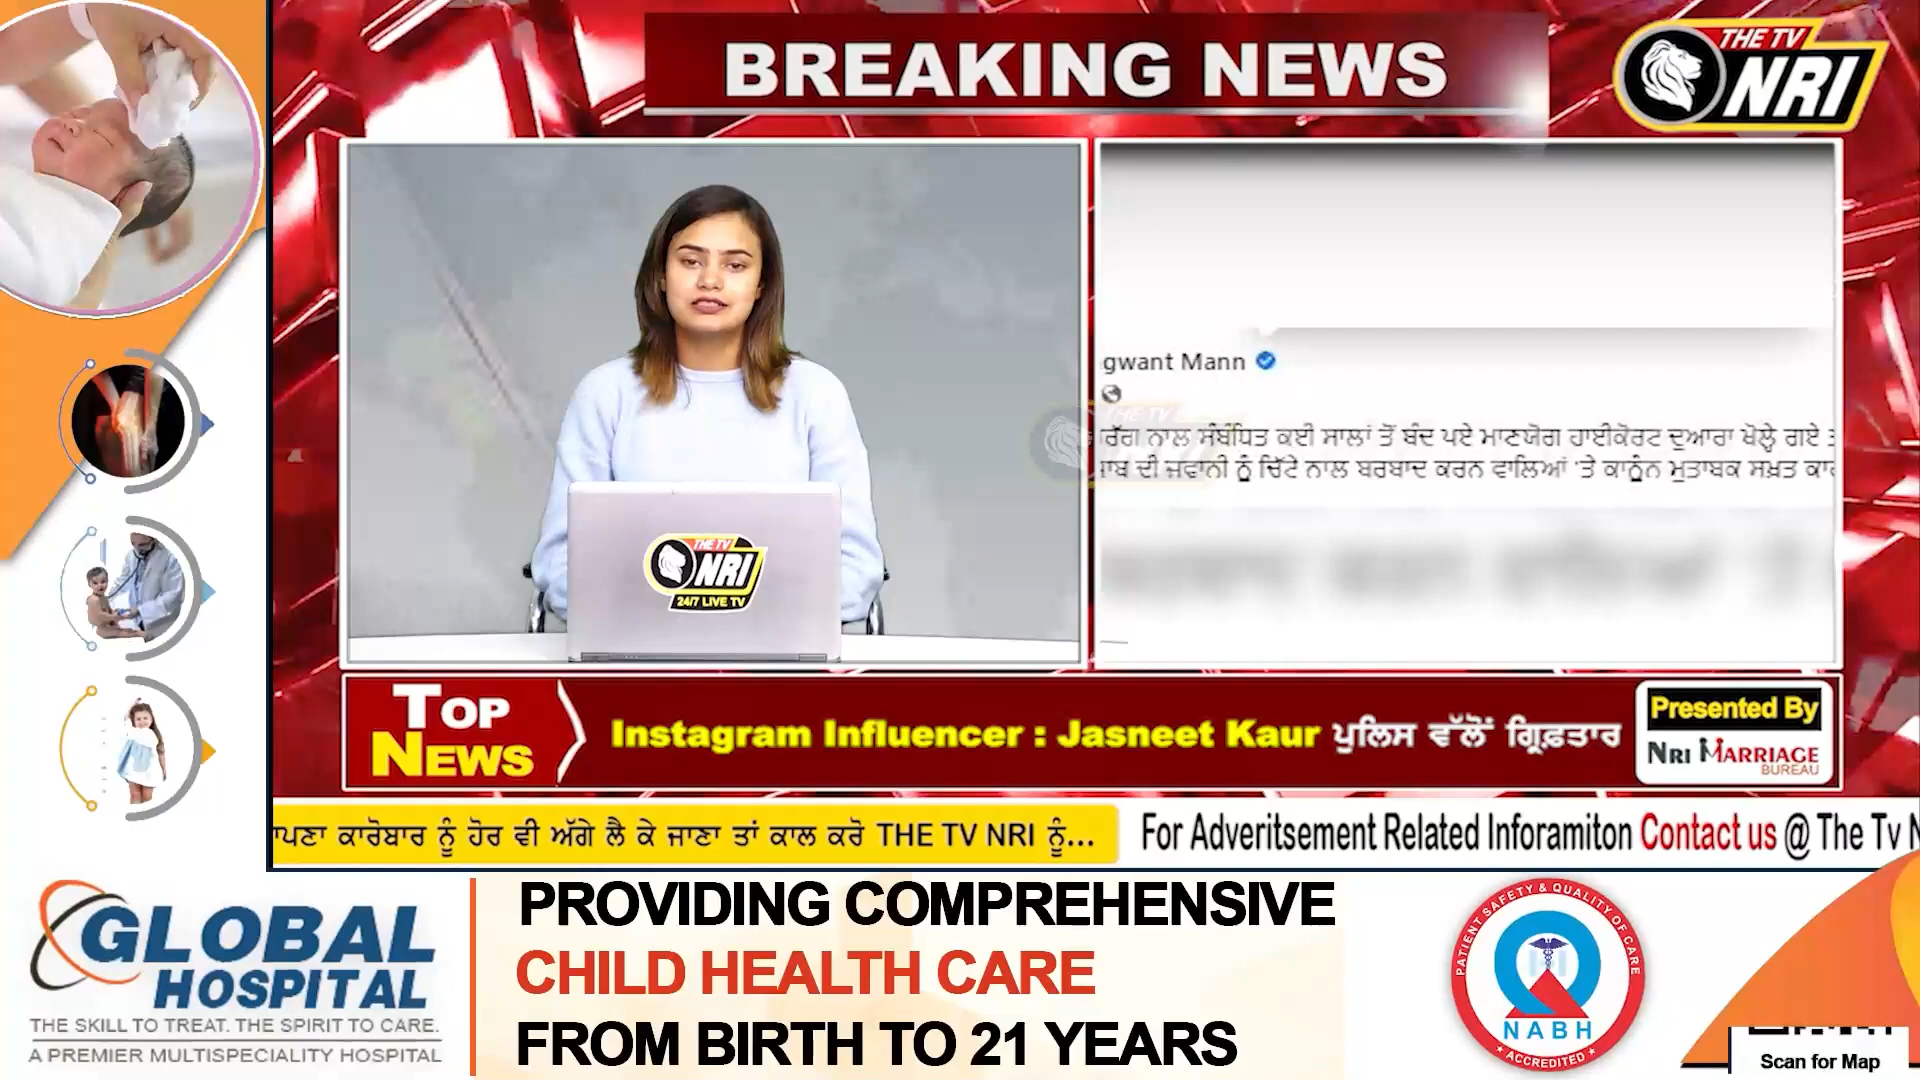 BREAKING NEWS
THE TV
NRI
gwant Mann
ਨਾਲ ਸੰਬੰਧਿਤ ਕਈ ਸਾਲਾਂ ਤੋਂ ਬੰਦ ਪਏ ਮਾਣਯੋਗ ਹਾਈਕੋਰਟ ਦੁਆਰਾ ਖੋਲ੍ਹੇ ਗਏ
ਦੀ ਜਵਾਨੀ ਨੂੰ ਚਿੱਟੇ ਨਾਲ ਬਰਬਾਦ ਕਰਨ ਵਾਲਿਆਂ 'ਤੇ ਕਾਨੂੰਨ ਮੁਤਾਬਕ ਸਖ਼ਤ
THE TV
NRI
24/7 LIVE TV
TOP
NEWS
Instagram Influencer : Jasneet Kaur ਪੁਲਿਸ ਵੱਲੋਂ ਗ੍ਰਿਫ਼ਤਾਰ
Presented By
NRI MARRIAGE
BUREAU
ਾਪਣਾ ਕਾਰੋਬਾਰ ਨੂੰ ਹੋਰ ਵੀ ਅੱਗੇ ਲੈ ਕੇ ਜਾਣਾ ਤਾਂ ਕਾਲ ਕਰੋ THE TV NRI ਨੂੰ...
For Adveritsement Related Inforamiton Contact us @ The Tv N
GLOBAL
HOSPITAL
THE SKILL TO TREAT. THE SPIRIT TO CARE.
A PREMIER MULTISPECIALITY HOSPITAL
PROVIDING COMPREHENSIVE
CHILD HEALTH CARE
FROM BIRTH TO 21 YEARS
PATIENT SAFETY & QUALITY OF CARE
NABH
ACCREDITED
Scan for Map